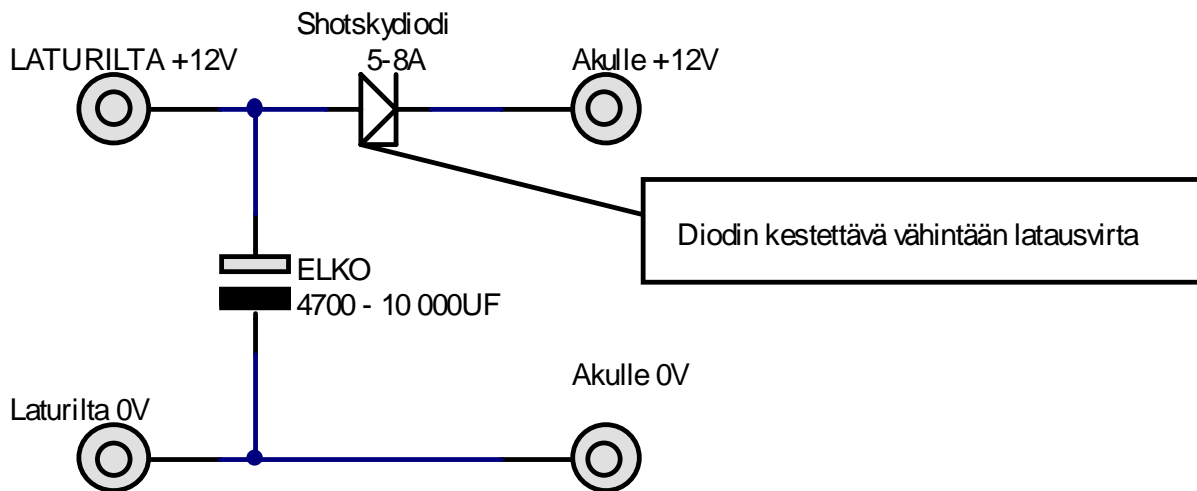 Shotskydiodi
5-8A
LATURILTA +12V
Akulle +12V
Diodin kestettävä vähintään latausvirta
ELKO
4700 - 10 000UF
Akulle 0V
Laturilta 0V